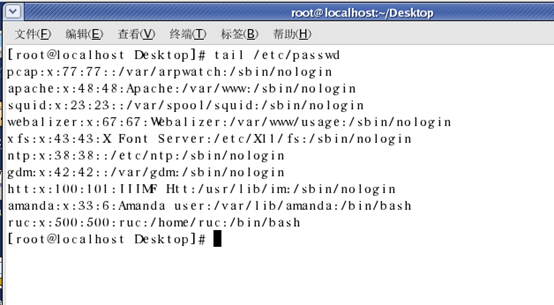 root@localhost:~/Desktop
文件(F) 编辑(E) 查看(V) 终端(T) 标签(B) 帮助(H)
[root@localhost Desktop]# tail /etc/passwd
pcap:x:77:77::/var/arpwatch:/sbin/nologin
apache:x:48:48:Apache:/var/www:/sbin/nologin
squid:x:23:23::/var/spool/squid:/sbin/nologin
webalizer:x:67:67:Webalizer:/var/www/usage:/sbin/nologin
xfs:x:43:43:X Font Server:/etc/X11/fs:/sbin/nologin
ntp:x:38:38::/etc/ntp:/sbin/nologin
gdm:x:42:42::/var/gdm:/sbin/nologin
htt:x:100:101:IIIMF Htt:/usr/lib/im:/sbin/nologin
amanda:x:33:6:Amanda user:/var/lib/amanda:/bin/bash
ruc:x:500:500:ruc:/home/ruc:/bin/bash
[root@localhost Desktop]#